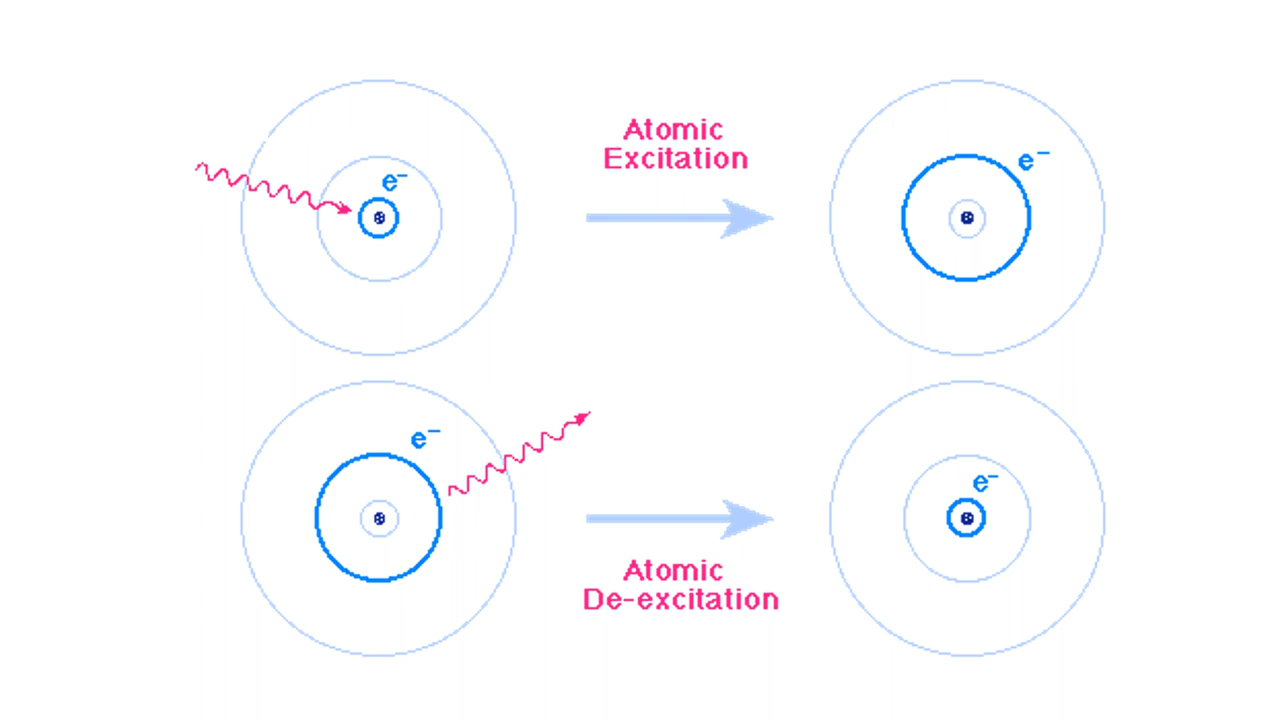 e⁻
Atomic
Excitation
e⁻
e⁻
Atomic
De-excitation
e⁻